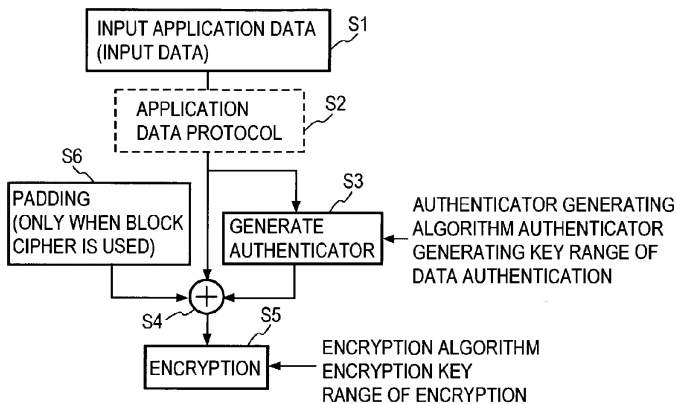 INPUT APPLICATION DATA
(INPUT DATA)
S1
APPLICATION
DATA PROTOCOL
S2
S6
PADDING
(ONLY WHEN BLOCK
CIPHER IS USED)
S3
GENERATE
AUTHENTICATOR
AUTHENTICATOR GENERATING
ALGORITHM AUTHENTICATOR
GENERATING KEY RANGE OF
DATA AUTHENTICATION
+
S4
S5
ENCRYPTION
ENCRYPTION ALGORITHM
ENCRYPTION KEY
RANGE OF ENCRYPTION